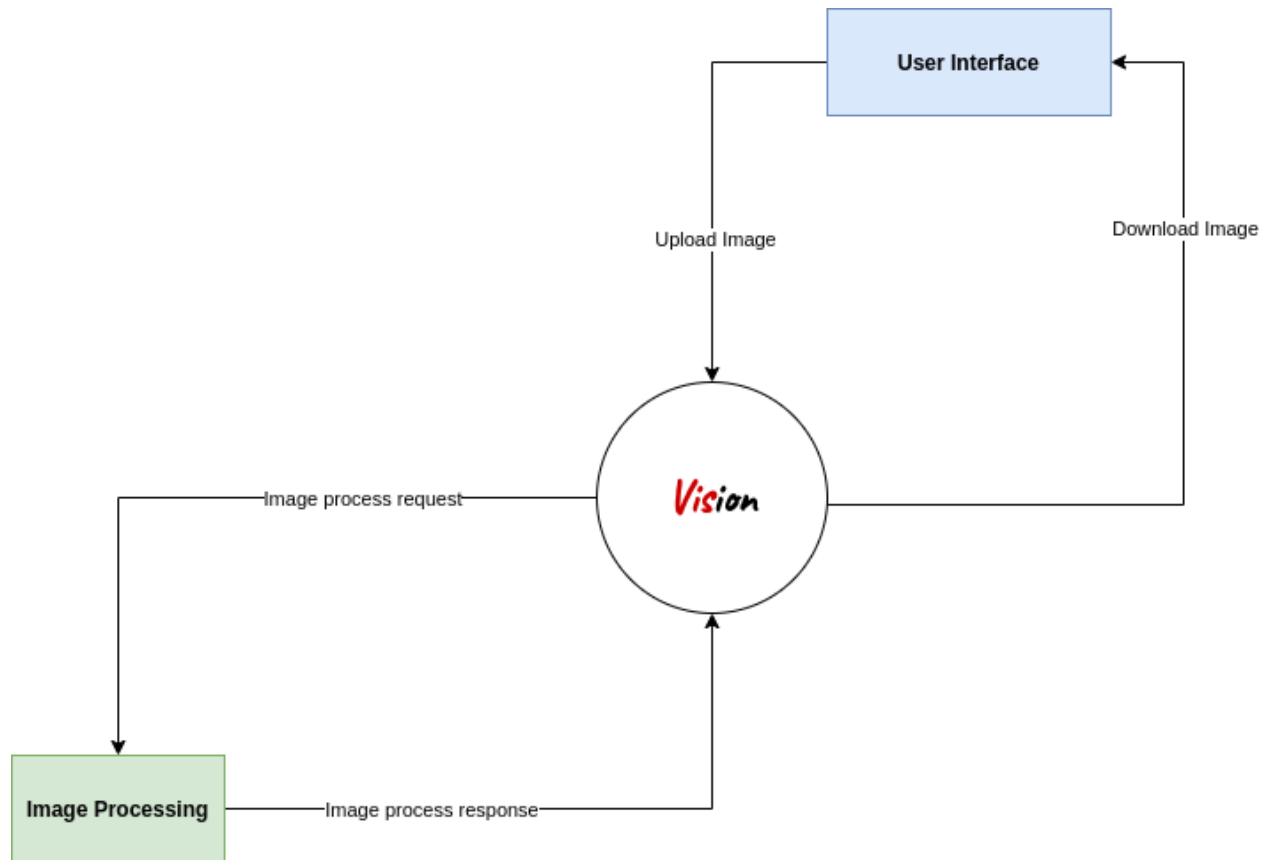 User Interface
Upload Image
Download Image
Vision
Image process request
Image Processing
Image process response